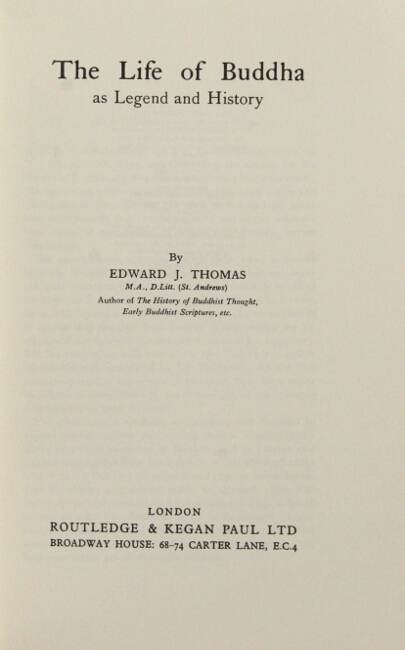 The Life of Buddha
as Legend and History
By
EDWARD J. THOMAS
M.A., D.Litt. (St. Andrews)
Author of The History of Buddhist Thought,
Early Buddhist Scriptures, etc.
LONDON
ROUTLEDGE & KEGAN PAUL LTD
BROADWAY HOUSE: 68–74 CARTER LANE, E.C.4